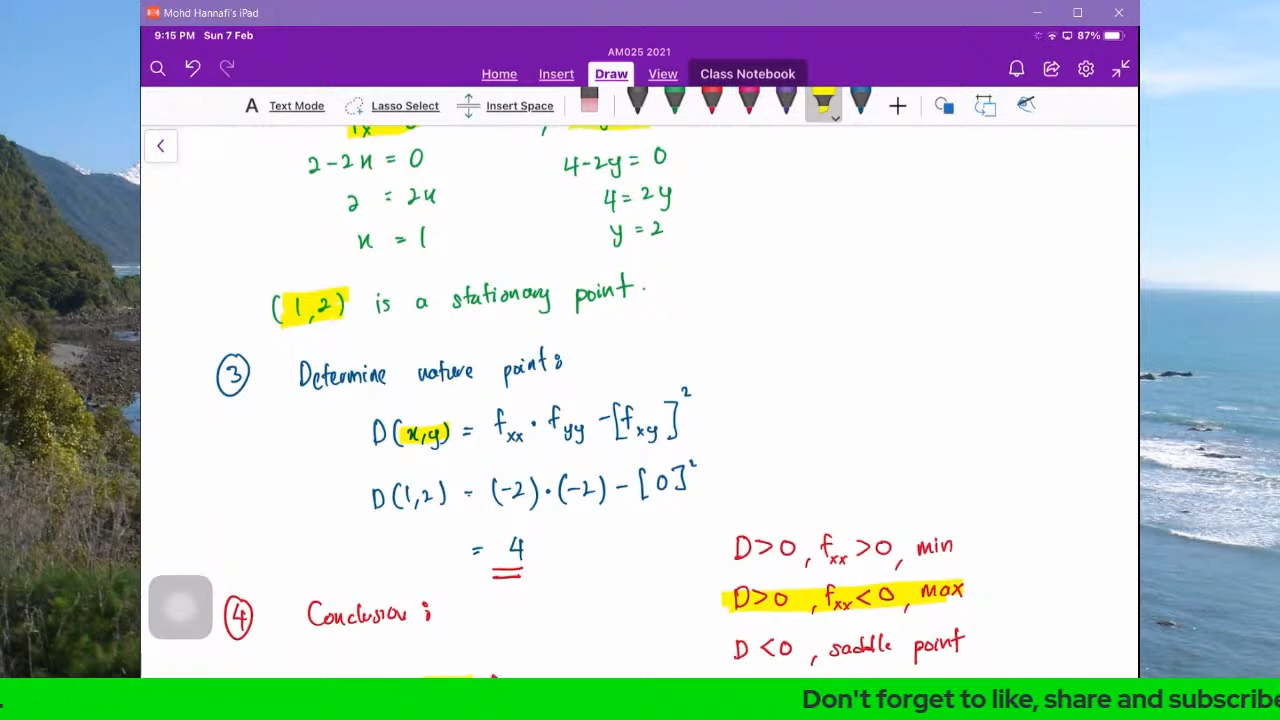 Mohd Hannafi's iPad
9:15 PM Sun 7 Feb
87%
AM025 2021
Home Insert Draw View Class Notebook
A Text Mode Lasso Select Insert Space
2-2x = 0 4-2y = 0
2 = 2x 4 = 2y
x = 1 y = 2
(1,2) is a stationary point.
③ Determine nature point:
D(x,y) = fxx · fyy - [fxy]²
D(1,2) = (-2)·(-2) - [0]²
= 4
D>0, fxx>0, min
D>0, fxx<0, max
D<0, saddle point
④ Conclusion :
Don't forget to like, share and subscribe